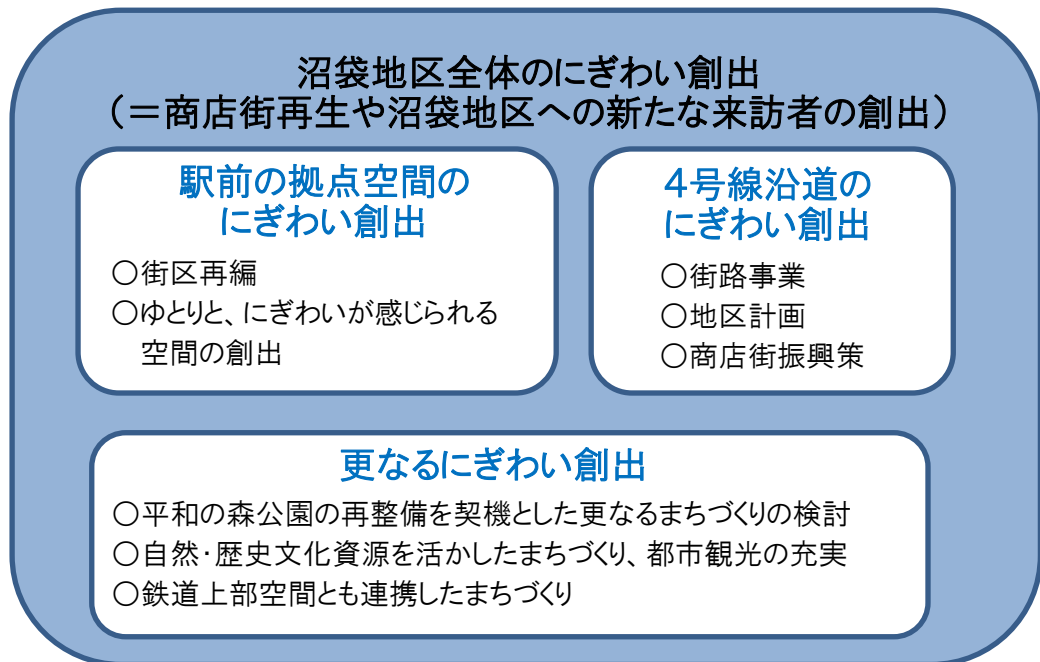 沼袋地区全体のにぎわい創出
（＝商店街再生や沼袋地区への新たな来訪者の創出）
駅前の拠点空間の
にぎわい創出
○街区再編
○ゆとりと、にぎわいが感じられる
空間の創出
４号線沿道の
にぎわい創出
○街路事業
○地区計画
○商店街振興策
更なるにぎわい創出
○平和の森公園の再整備を契機とした更なるまちづくりの検討
○自然・歴史文化資源を活かしたまちづくり、都市観光の充実
○鉄道上部空間とも連携したまちづくり